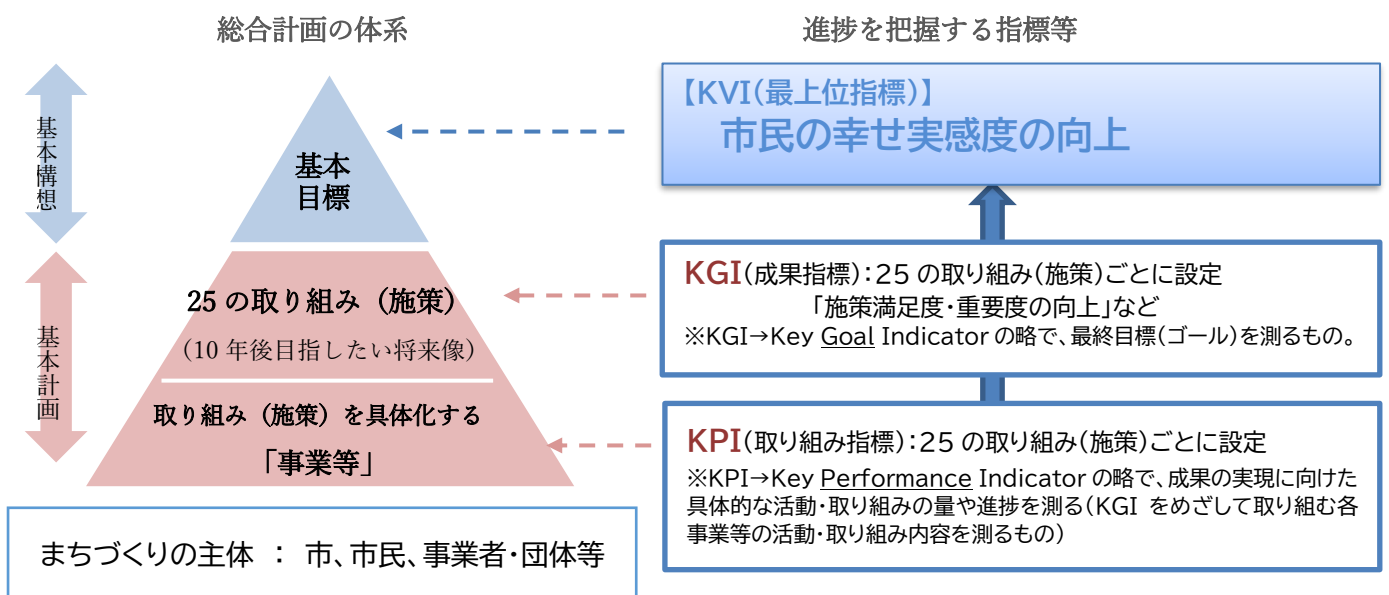 総合計画の体系
基本構想
基本
目標
基本計画
25 の取り組み（施策）
（10 年後目指したい将来像）
取り組み（施策）を具体化する
「事業等」
まちづくりの主体 ： 市、市民、事業者・団体等
進捗を把握する指標等
【KVI(最上位指標)】
市民の幸せ実感度の向上
KGI(成果指標)：25 の取り組み(施策)ごとに設定
「施策満足度・重要度の向上」など
※KGI→Key Goal Indicator の略で、最終目標(ゴール)を測るもの。
KPI(取り組み指標)：25 の取り組み(施策)ごとに設定
※KPI→Key Performance Indicator の略で、成果の実現に向けた
具体的な活動・取り組みの量や進捗を測る(KGI をめざして取り組む各
事業等の活動・取り組み内容を測るもの)